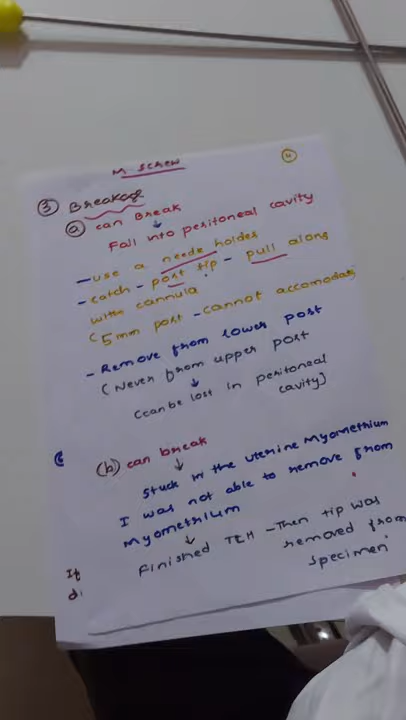 M. Screw
4
3 Breakage
a can Break
↓
Fall into peritoneal cavity
- use a needle holder
- catch - post tip - pull along
with cannula
(5mm port - cannot accomodate
- Remove from lower port
(Never from upper port
↓
(can be lost in peritoneal
cavity)
(b) can break
↓
Stuck in the uterine myometrium
I was not able to remove from
myometrium
↓
Finished TLH - Then tip was
removed from
specimen
If
di